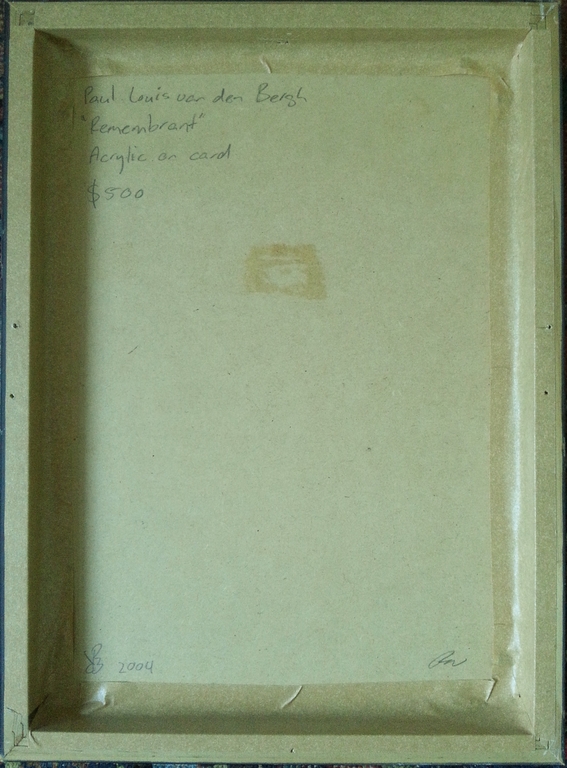 Paul Louis van den Bergh
"Remembrant"
Acrylic on card
$500
2004